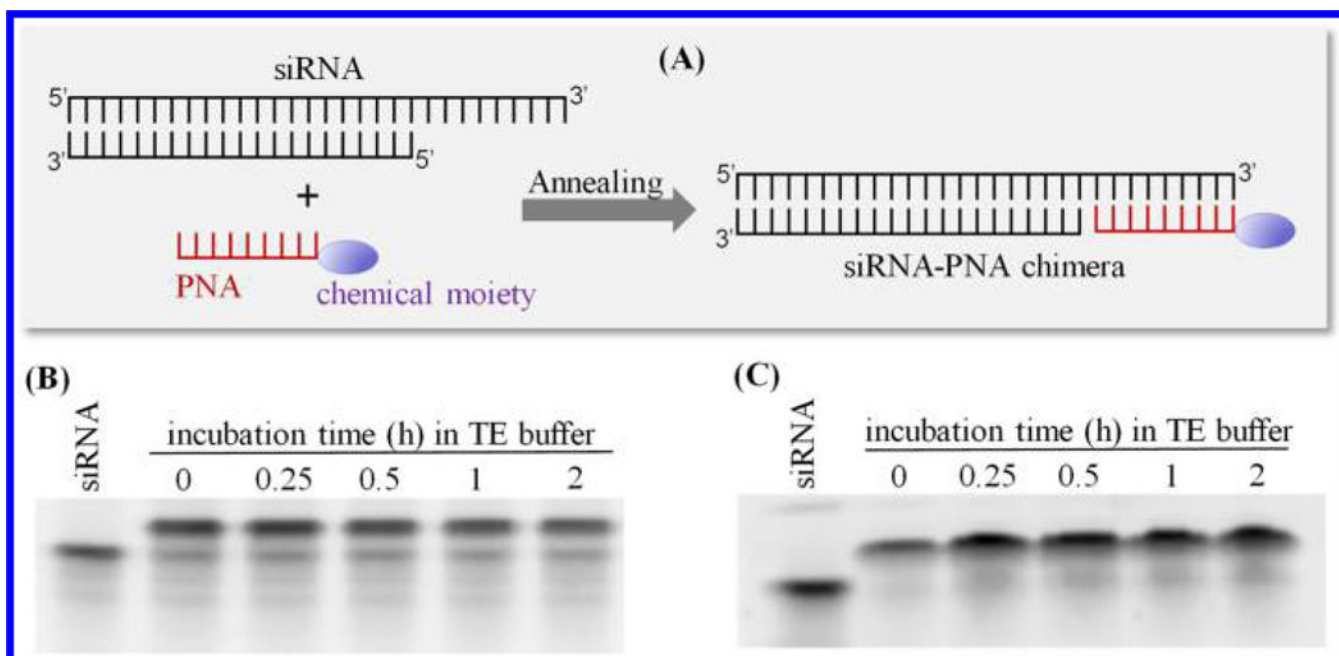 (A)
siRNA
5' 3'
3' 5'
+
PNA
chemical moiety
Annealing
5' 3'
3'
siRNA-PNA chimera
(B)
siRNA
incubation time (h) in TE buffer
0 0.25 0.5 1 2
(C)
siRNA
incubation time (h) in TE buffer
0 0.25 0.5 1 2